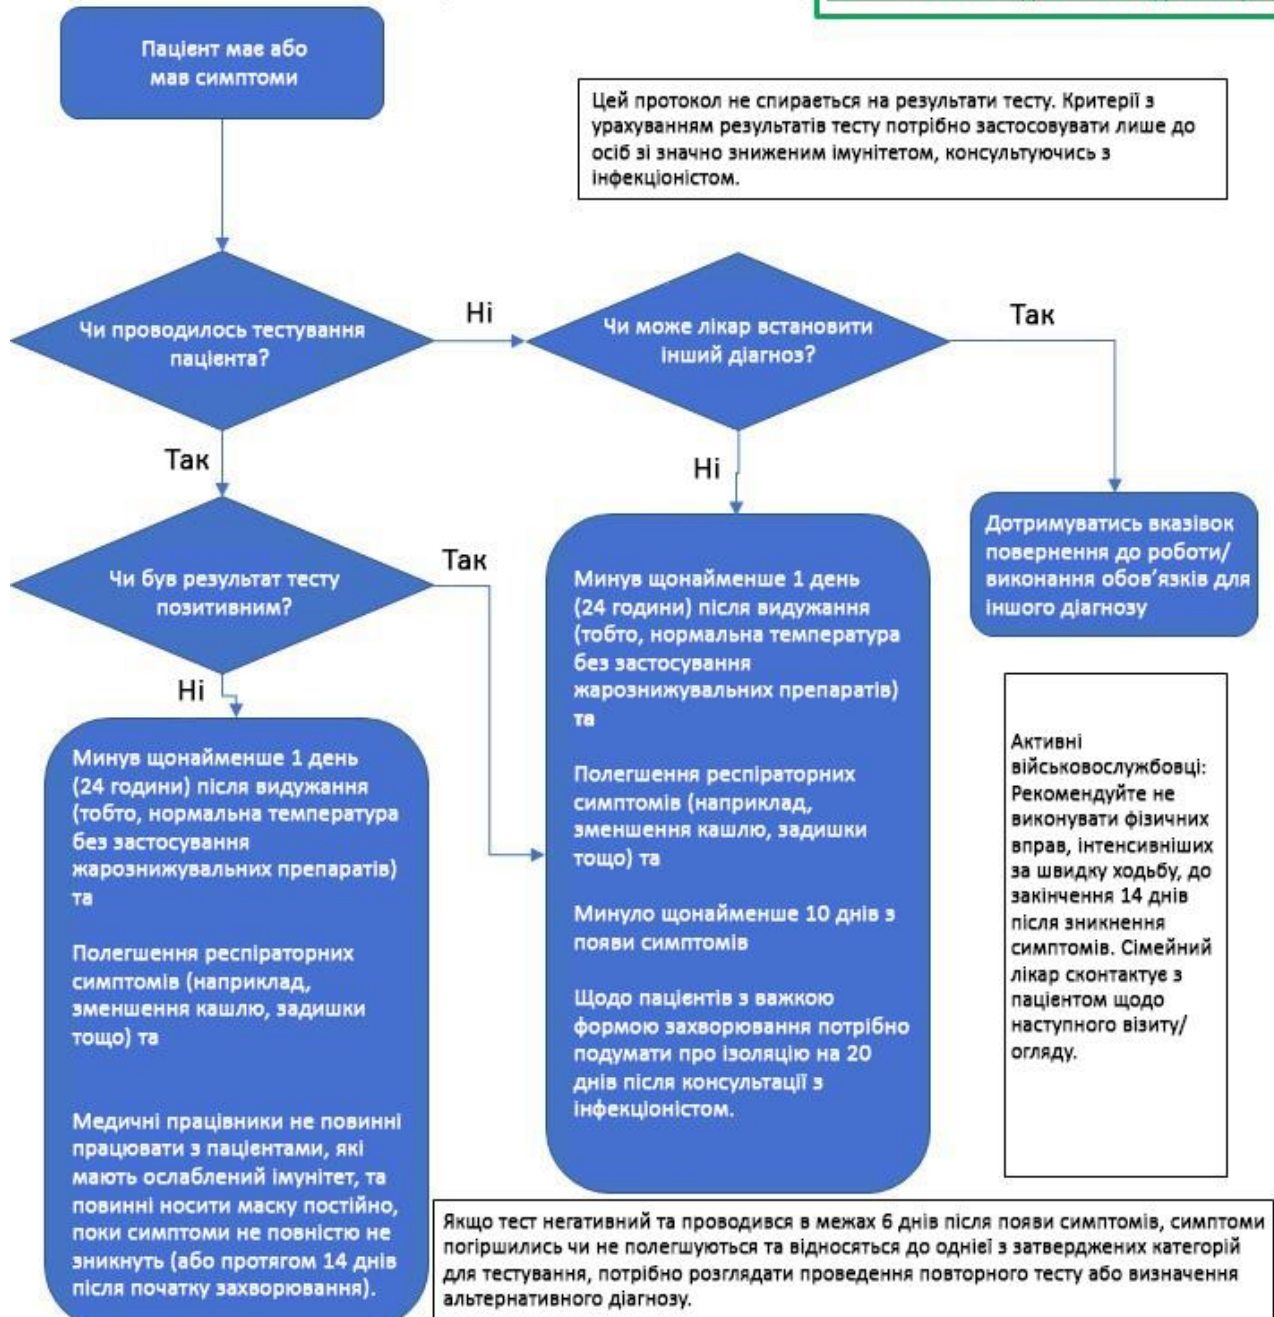 Пацієнт має або
мав симптоми
Цей протокол не спирається на результати тесту. Критерії з
урахуванням результатів тесту потрібно застосовувати лише до
осіб зі значно зниженим імунітетом, консультуючись з
інфекціоністом.
Чи проводилось тестування
пацієнта?
Ні
Чи може лікар встановити
інший діагноз?
Так
Так
Ні
Дотримуватись вказівок
повернення до роботи/
виконання обов’язків для
іншого діагнозу
Чи був результат тесту
позитивним?
Так
Ні
Минув щонайменше 1 день
(24 години) після видужання
(тобто, нормальна температура
без застосування
жарознижувальних препаратів)
та
Полегшення респіраторних
симптомів (наприклад,
зменшення кашлю, задишки
тощо) та
Минуло щонайменше 10 днів з
появи симптомів
Щодо пацієнтів з важкою
формою захворювання потрібно
подумати про ізоляцію на 20
днів після консультації з
інфекціоністом.
Минув щонайменше 1 день
(24 години) після видужання
(тобто, нормальна температура
без застосування
жарознижувальних препаратів)
та
Полегшення респіраторних
симптомів (наприклад,
зменшення кашлю, задишки
тощо) та
Медичні працівники не повинні
працювати з пацієнтами, які
мають ослаблений імунітет, та
повинні носити маску постійно,
поки симптоми не повністю не
зникнуть (або протягом 14 днів
після початку захворювання).
Активні
військовослужбовці:
Рекомендуйте не
виконувати фізичних
вправ, інтенсивніших
за швидку ходьбу, до
закінчення 14 днів
після зникнення
симптомів. Сімейний
лікар сконтактує з
пацієнтом щодо
наступного візиту/
огляду.
Якщо тест негативний та проводився в межах 6 днів після появи симптомів, симптоми
погіршились чи не полегшуються та відносяться до однієї з затверджених категорій
для тестування, потрібно розглядати проведення повторного тесту або визначення
альтернативного діагнозу.